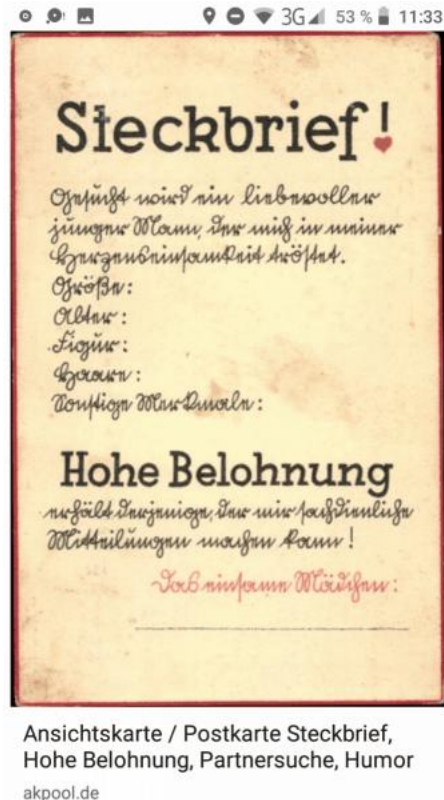 3G 53 % 11:33
Steckbrief!
Gesucht wird ein liebevoller
junger Mann, der mich in meiner
Herzenseinsamkeit tröstet.
Größe:
Alter:
Figur:
Haare:
Sonstige Merkmale:
Hohe Belohnung
erhält derjenige, der mir sachdienliche
Mitteilungen machen kann!
Das einsame Mädchen:
Ansichtskarte / Postkarte Steckbrief,
Hohe Belohnung, Partnersuche, Humor
akpool.de